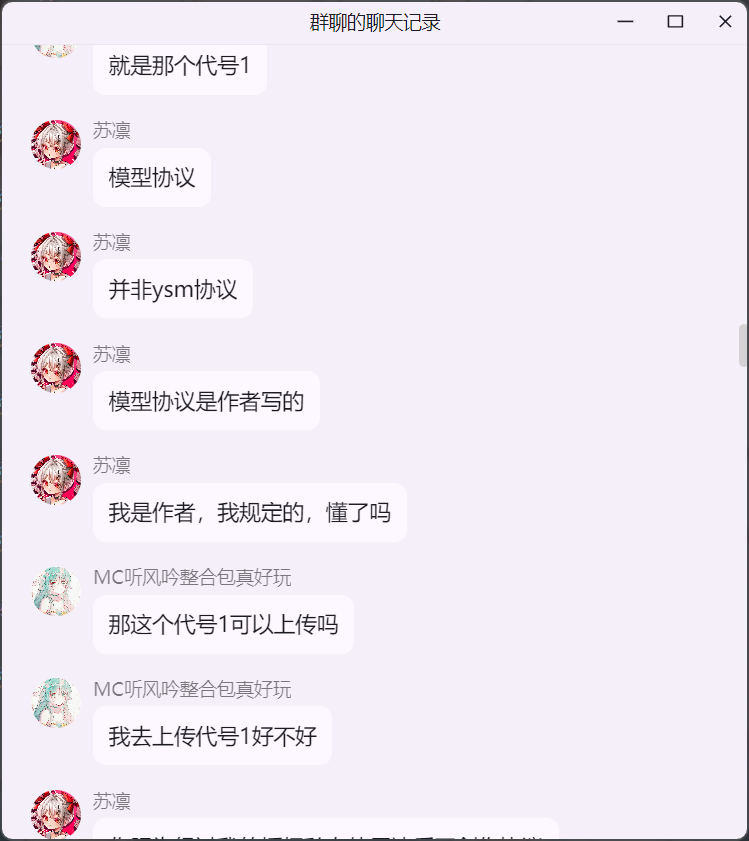 群聊的聊天记录
就是那个代号1
苏凛
模型协议
苏凛
并非ysm协议
苏凛
模型协议是作者写的
苏凛
我是作者，我规定的，懂了吗
MC听风吟整合包真好玩
那这个代号1可以上传吗
MC听风吟整合包真好玩
我去上传代号1好不好
苏凛